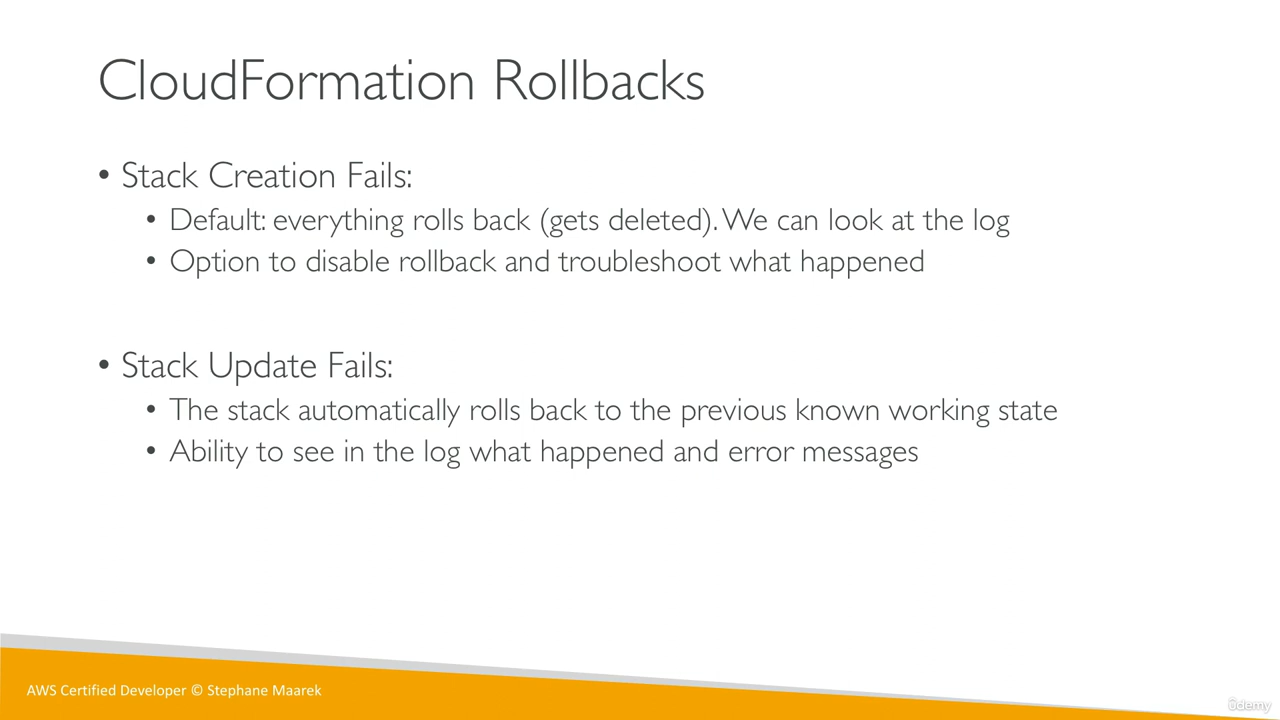 CloudFormation Rollbacks
• Stack Creation Fails:
• Default: everything rolls back (gets deleted). We can look at the log
• Option to disable rollback and troubleshoot what happened
• Stack Update Fails:
• The stack automatically rolls back to the previous known working state
• Ability to see in the log what happened and error messages
AWS Certified Developer © Stephane Maarek
ûdemy